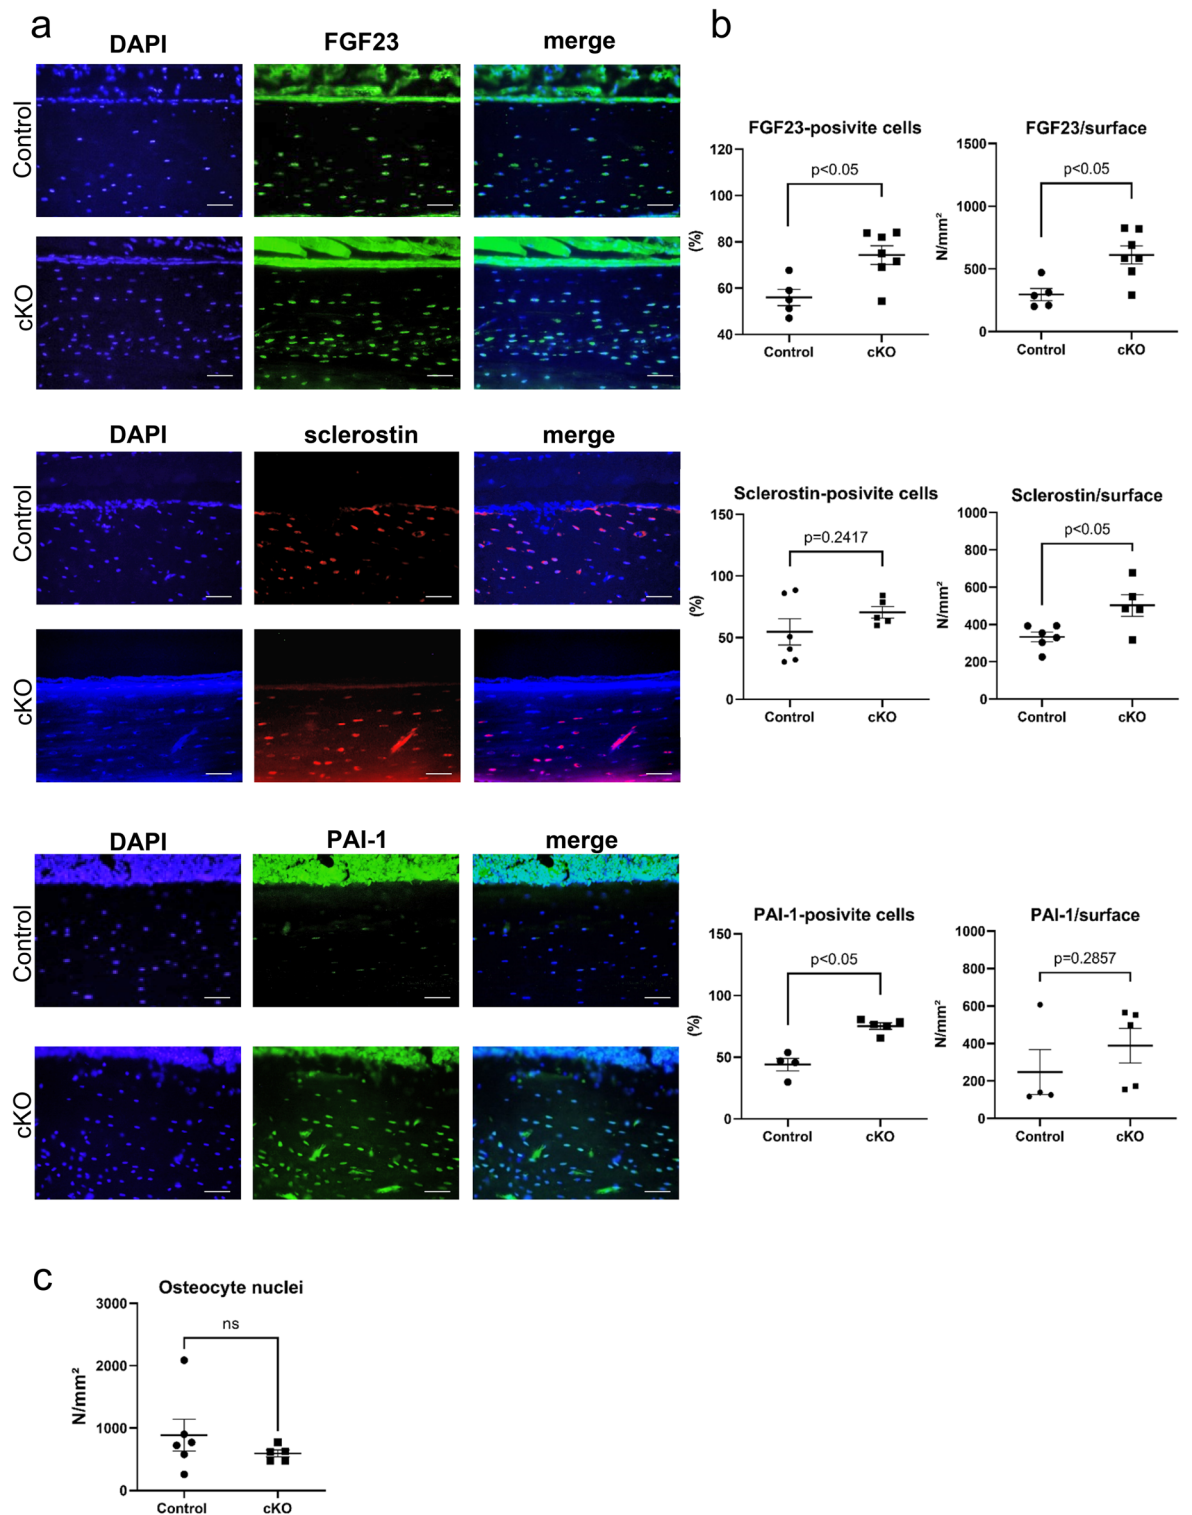 a
b
DAPI FGF23 merge
Control
cKO
FGF23-posivite cells
120
100
80
60
40
(%)
p<0.05
Control cKO
FGF23/surface
1500
1000
500
0
N/mm²
p<0.05
Control cKO
DAPI sclerostin merge
Control
cKO
Sclerostin-posivite cells
150
100
50
0
(%)
p=0.2417
Control cKO
Sclerostin/surface
1000
800
600
400
200
0
N/mm²
p<0.05
Control cKO
DAPI PAI-1 merge
Control
cKO
PAI-1-posivite cells
150
100
50
0
(%)
p<0.05
Control cKO
PAI-1/surface
1000
800
600
400
200
0
N/mm²
p=0.2857
Control cKO
c
Osteocyte nuclei
3000
2000
1000
0
N/mm²
ns
Control cKO